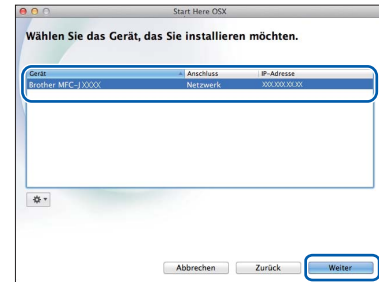 Start Here OSX
Wählen Sie das Gerät, das Sie installieren möchten.
Gerät Anschluss IP-Adresse
Brother MFC-JXXXX Netzwerk XXX.XXX.XX.XX
Abbrechen Zurück Weiter